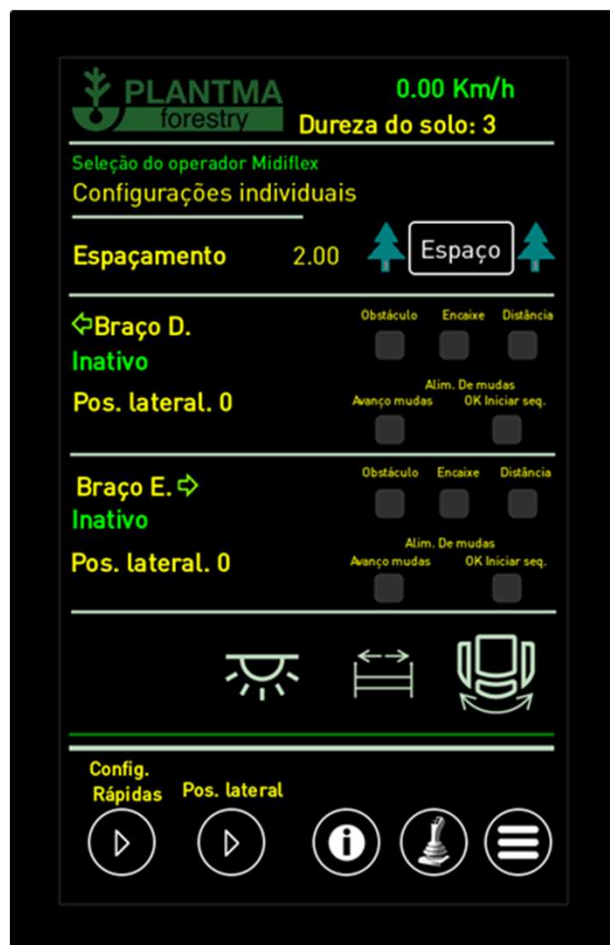 PLANTMA
forestry
0.00 Km/h
Dureza do solo: 3
Seleção do operador Midiflex
Configurações individuais
Espaçamento 2.00 Espaço
Braço D.
Inativo
Pos. lateral. 0
Obstáculo Encaixe Distância
Alim. De mudas
Avanço mudas OK Iniciar seq.
Braço E.
Inativo
Pos. lateral. 0
Obstáculo Encaixe Distância
Alim. De mudas
Avanço mudas OK Iniciar seq.
Config.
Rápidas Pos. lateral